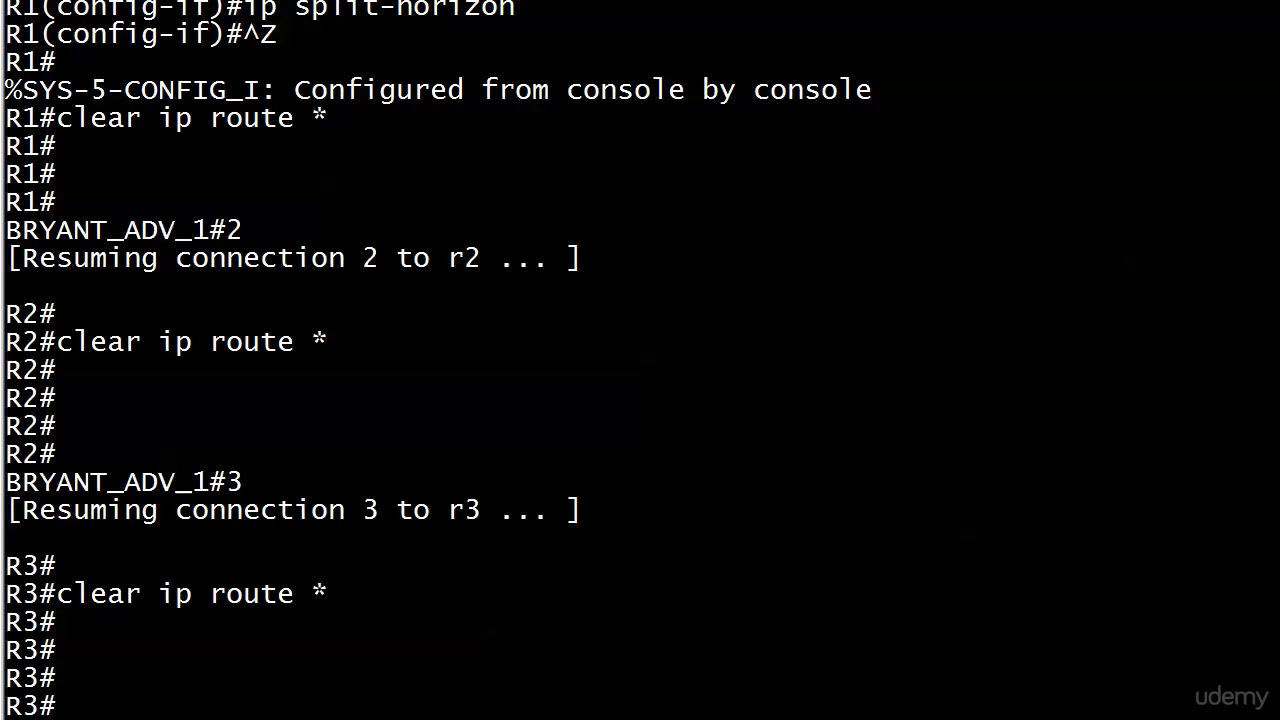 R1(config-if)#ip split-horizon
R1(config-if)#^Z
R1#
%SYS-5-CONFIG_I: Configured from console by console
R1#clear ip route *
R1#
R1#
R1#
BRYANT_ADV_1#2
[Resuming connection 2 to r2 ... ]
R2#
R2#clear ip route *
R2#
R2#
R2#
R2#
BRYANT_ADV_1#3
[Resuming connection 3 to r3 ... ]
R3#
R3#clear ip route *
R3#
R3#
R3#
R3#
udemy